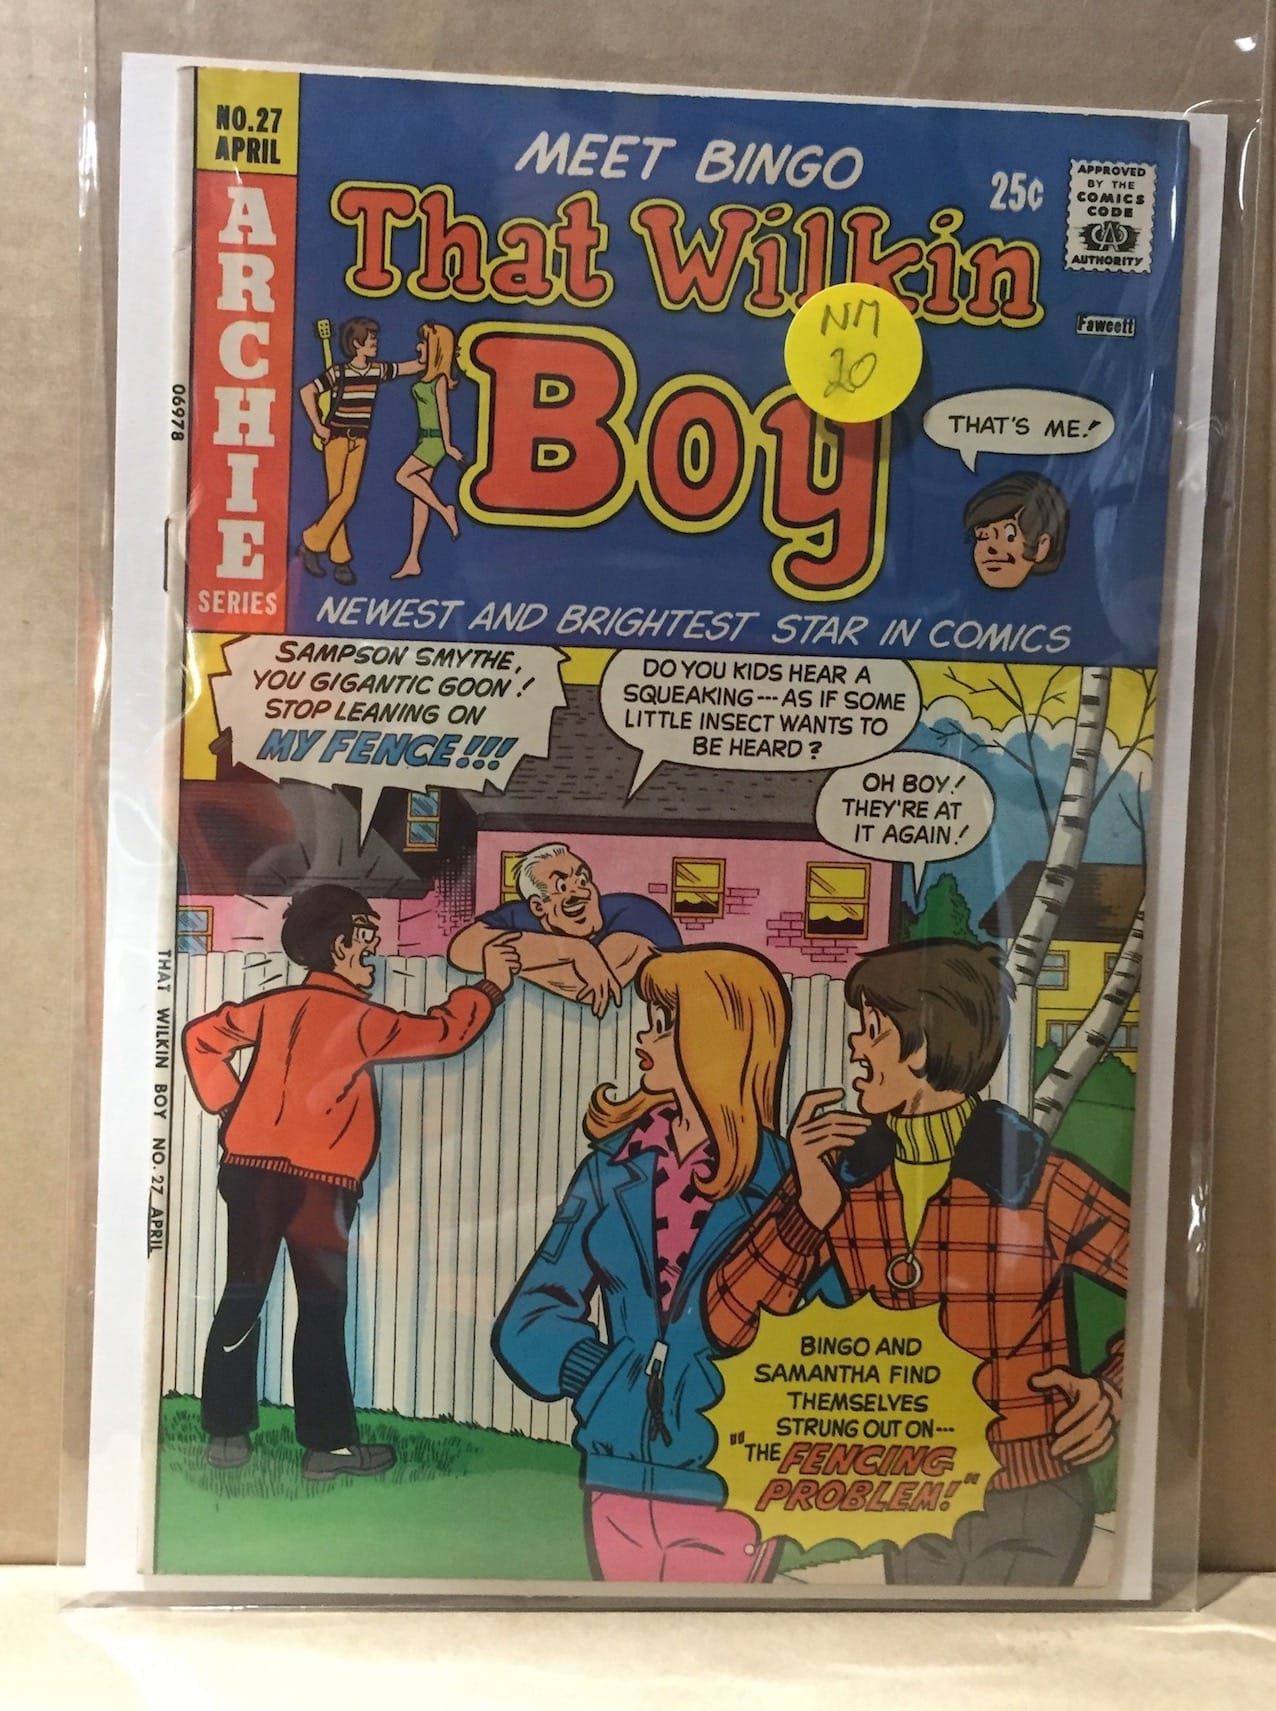 NO.27
APRIL
ARCHIE
SERIES
MEET BINGO
That Wilkin
Boy
25¢
APPROVED
BY THE
COMICS
CODE
CA
AUTHORITY
Fawcett
NM
20
THAT'S ME!
NEWEST AND BRIGHTEST STAR IN COMICS
06978
THAT WILKIN BOY NO. 27 APRIL
SAMPSON SMYTHE,
YOU GIGANTIC GOON!
STOP LEANING ON
MY FENCE!!!
DO YOU KIDS HEAR A
SQUEAKING---AS IF SOME
LITTLE INSECT WANTS TO
BE HEARD?
OH BOY!
THEY'RE AT
IT AGAIN!
BINGO AND
SAMANTHA FIND
THEMSELVES
STRUNG OUT ON---
"THE FENCING
PROBLEM!"